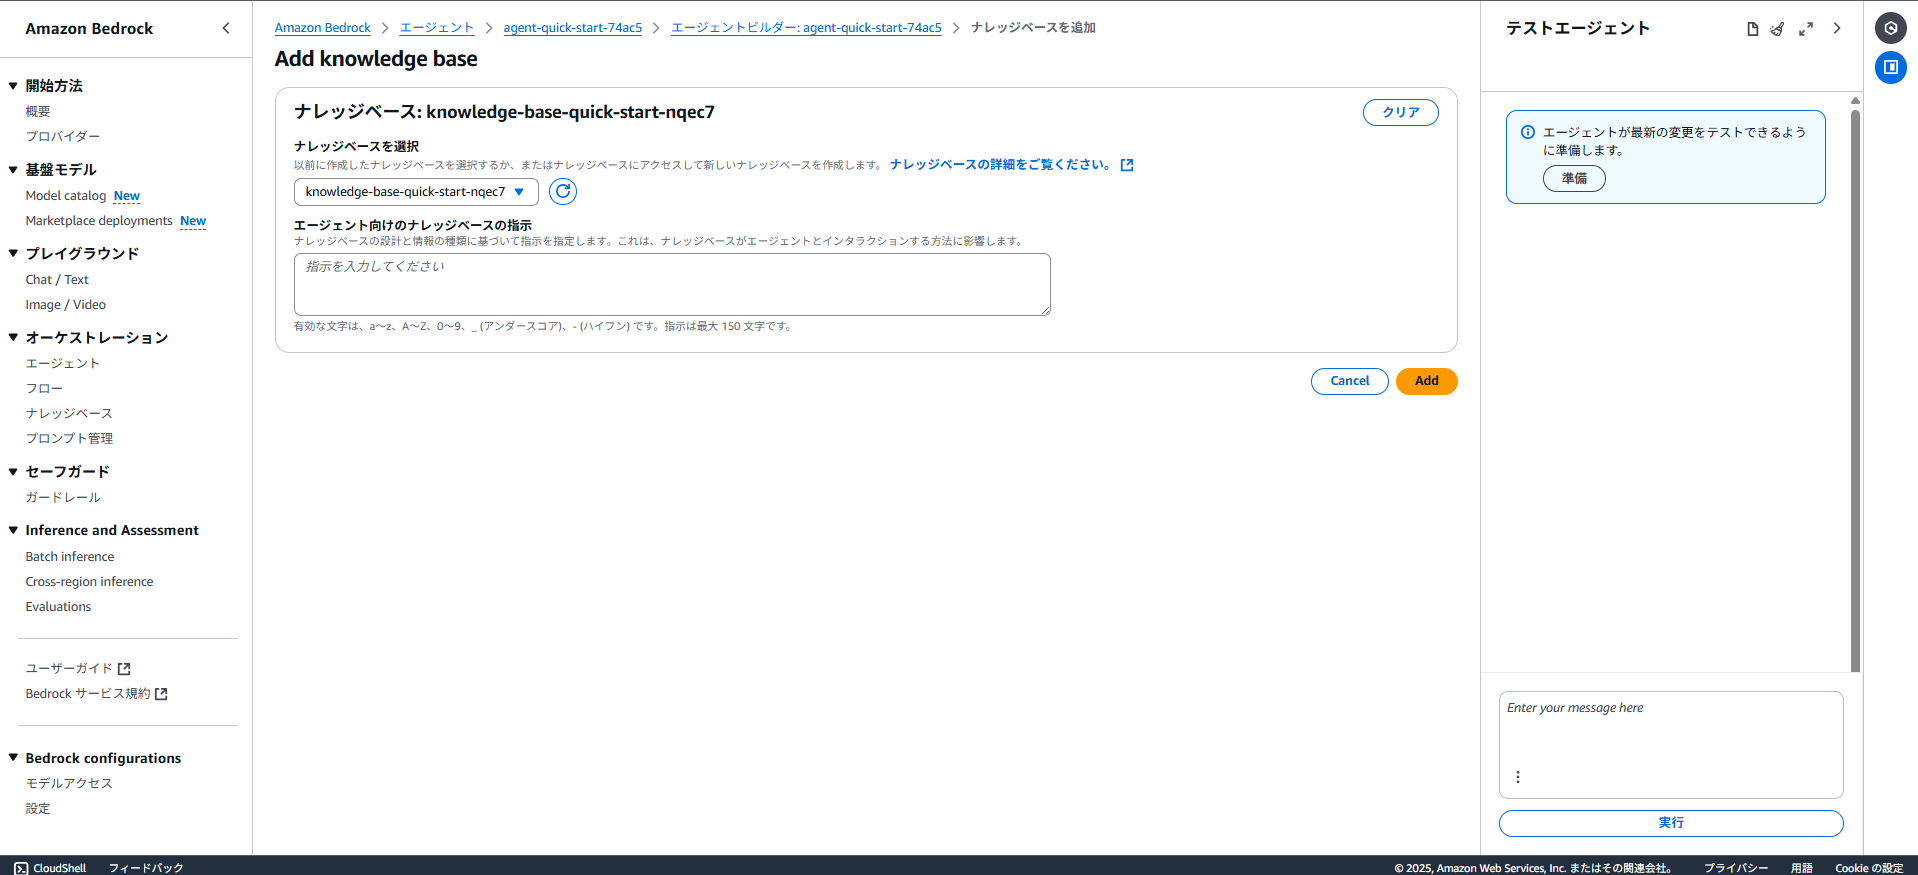 Amazon Bedrock
開始方法
概要
プロバイダー
基盤モデル
Model catalog New
Marketplace deployments New
プレイグラウンド
Chat / Text
Image / Video
オーケストレーション
エージェント
フロー
ナレッジベース
プロンプト管理
セーフガード
ガードレール
Inference and Assessment
Batch inference
Cross-region inference
Evaluations
ユーザーガイド
Bedrock サービス規約
Bedrock configurations
モデルアクセス
設定
Amazon Bedrock > エージェント > agent-quick-start-74ac5 > エージェントビルダー: agent-quick-start-74ac5 > ナレッジベースを追加
Add knowledge base
ナレッジベース: knowledge-base-quick-start-nqec7
クリア
ナレッジベースを選択
以前に作成したナレッジベースを選択するか、またはナレッジベースにアクセスして新しいナレッジベースを作成します。 ナレッジベースの詳細をご覧ください。
knowledge-base-quick-start-nqec7
エージェント向けのナレッジベースの指示
ナレッジベースの設計と情報の種類に基づいて指示を指定します。これは、ナレッジベースがエージェントとインタラクションする方法に影響します。
指示を入力してください
有効な文字は、a～z、A～Z、0～9、_ (アンダースコア)、- (ハイフン) です。指示は最大 150 文字です。
Cancel
Add
テストエージェント
エージェントが最新の変更をテストできるよう
に準備します。
準備
Enter your message here
実行
CloudShell フィードバック
© 2025, Amazon Web Services, Inc. またはその関連会社。 プライバシー 用語 Cookie の設定